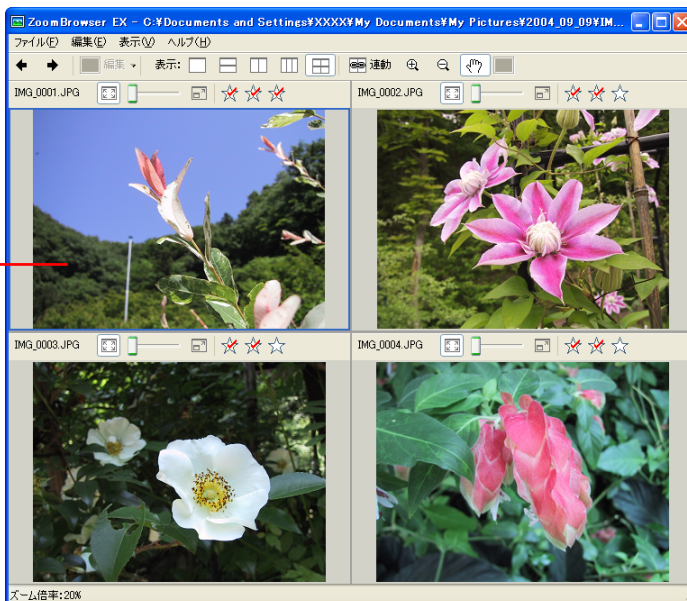 ZoomBrowser EX - C:¥Documents and Settings¥XXXX¥My Documents¥My Pictures¥2004_09_09¥IM...
ファイル(F) 編集(E) 表示(V) ヘルプ(H)
編集 表示: 連動
IMG_0001.JPG
IMG_0002.JPG
IMG_0003.JPG
IMG_0004.JPG
ズーム倍率:20%